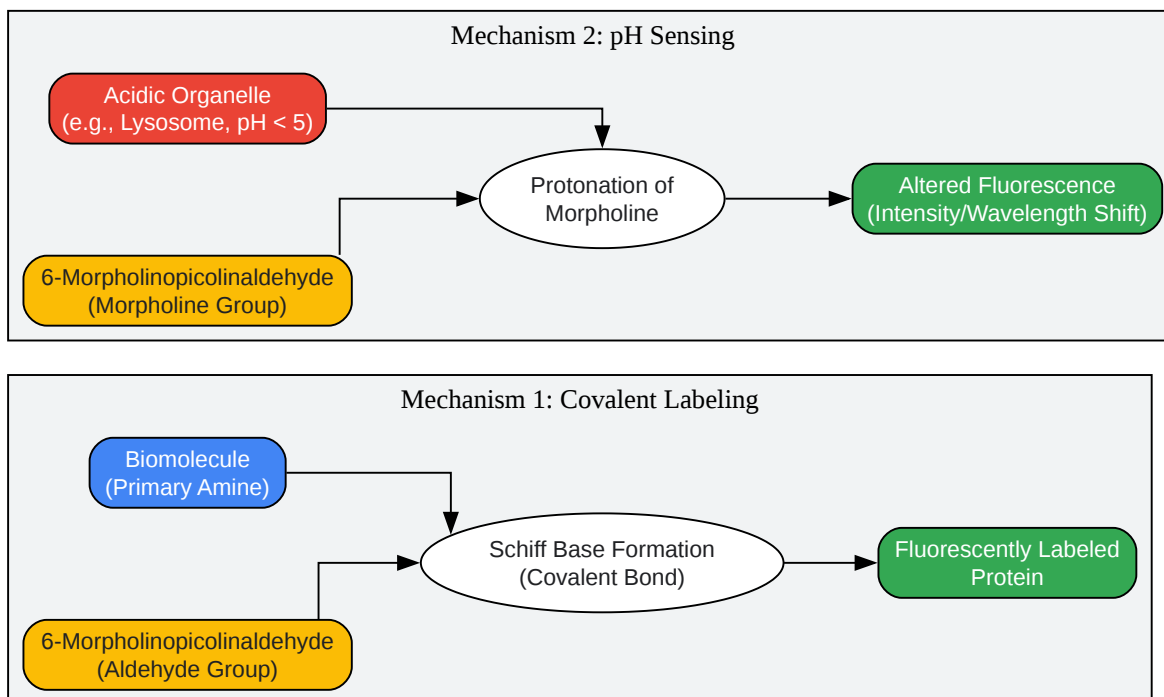 Mechanism 2: pH Sensing
Acidic Organelle
(e.g., Lysosome, pH < 5)
Protonation of
Morpholine
Altered Fluorescence
(Intensity/Wavelength Shift)
6-Morpholinopicolinaldehyde
(Morpholine Group)
Mechanism 1: Covalent Labeling
Biomolecule
(Primary Amine)
Schiff Base Formation
(Covalent Bond)
Fluorescently Labeled
Protein
6-Morpholinopicolinaldehyde
(Aldehyde Group)